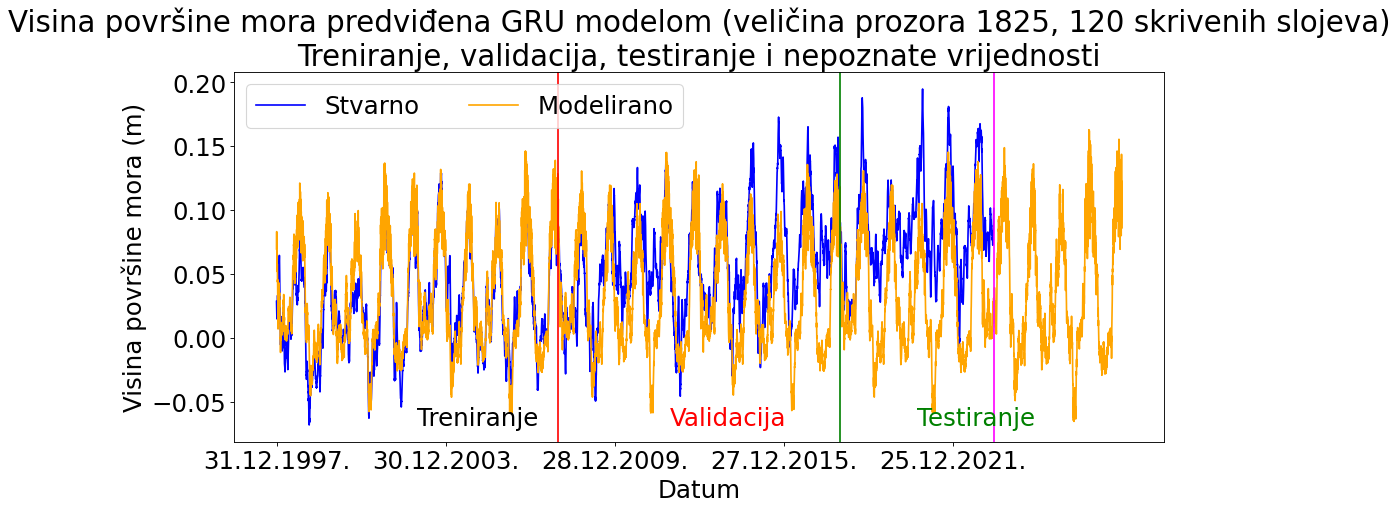 Visina površine mora predviđena GRU modelom (veličina prozora 1825, 120 skrivenih slojeva)
Treniranje, validacija, testiranje i nepoznate vrijednosti
Stvarno
Modelirano
Visina površine mora (m)
0.20
0.15
0.10
0.05
0.00
−0.05
Treniranje
Validacija
Testiranje
31.12.1997.
30.12.2003.
28.12.2009.
27.12.2015.
25.12.2021.
Datum